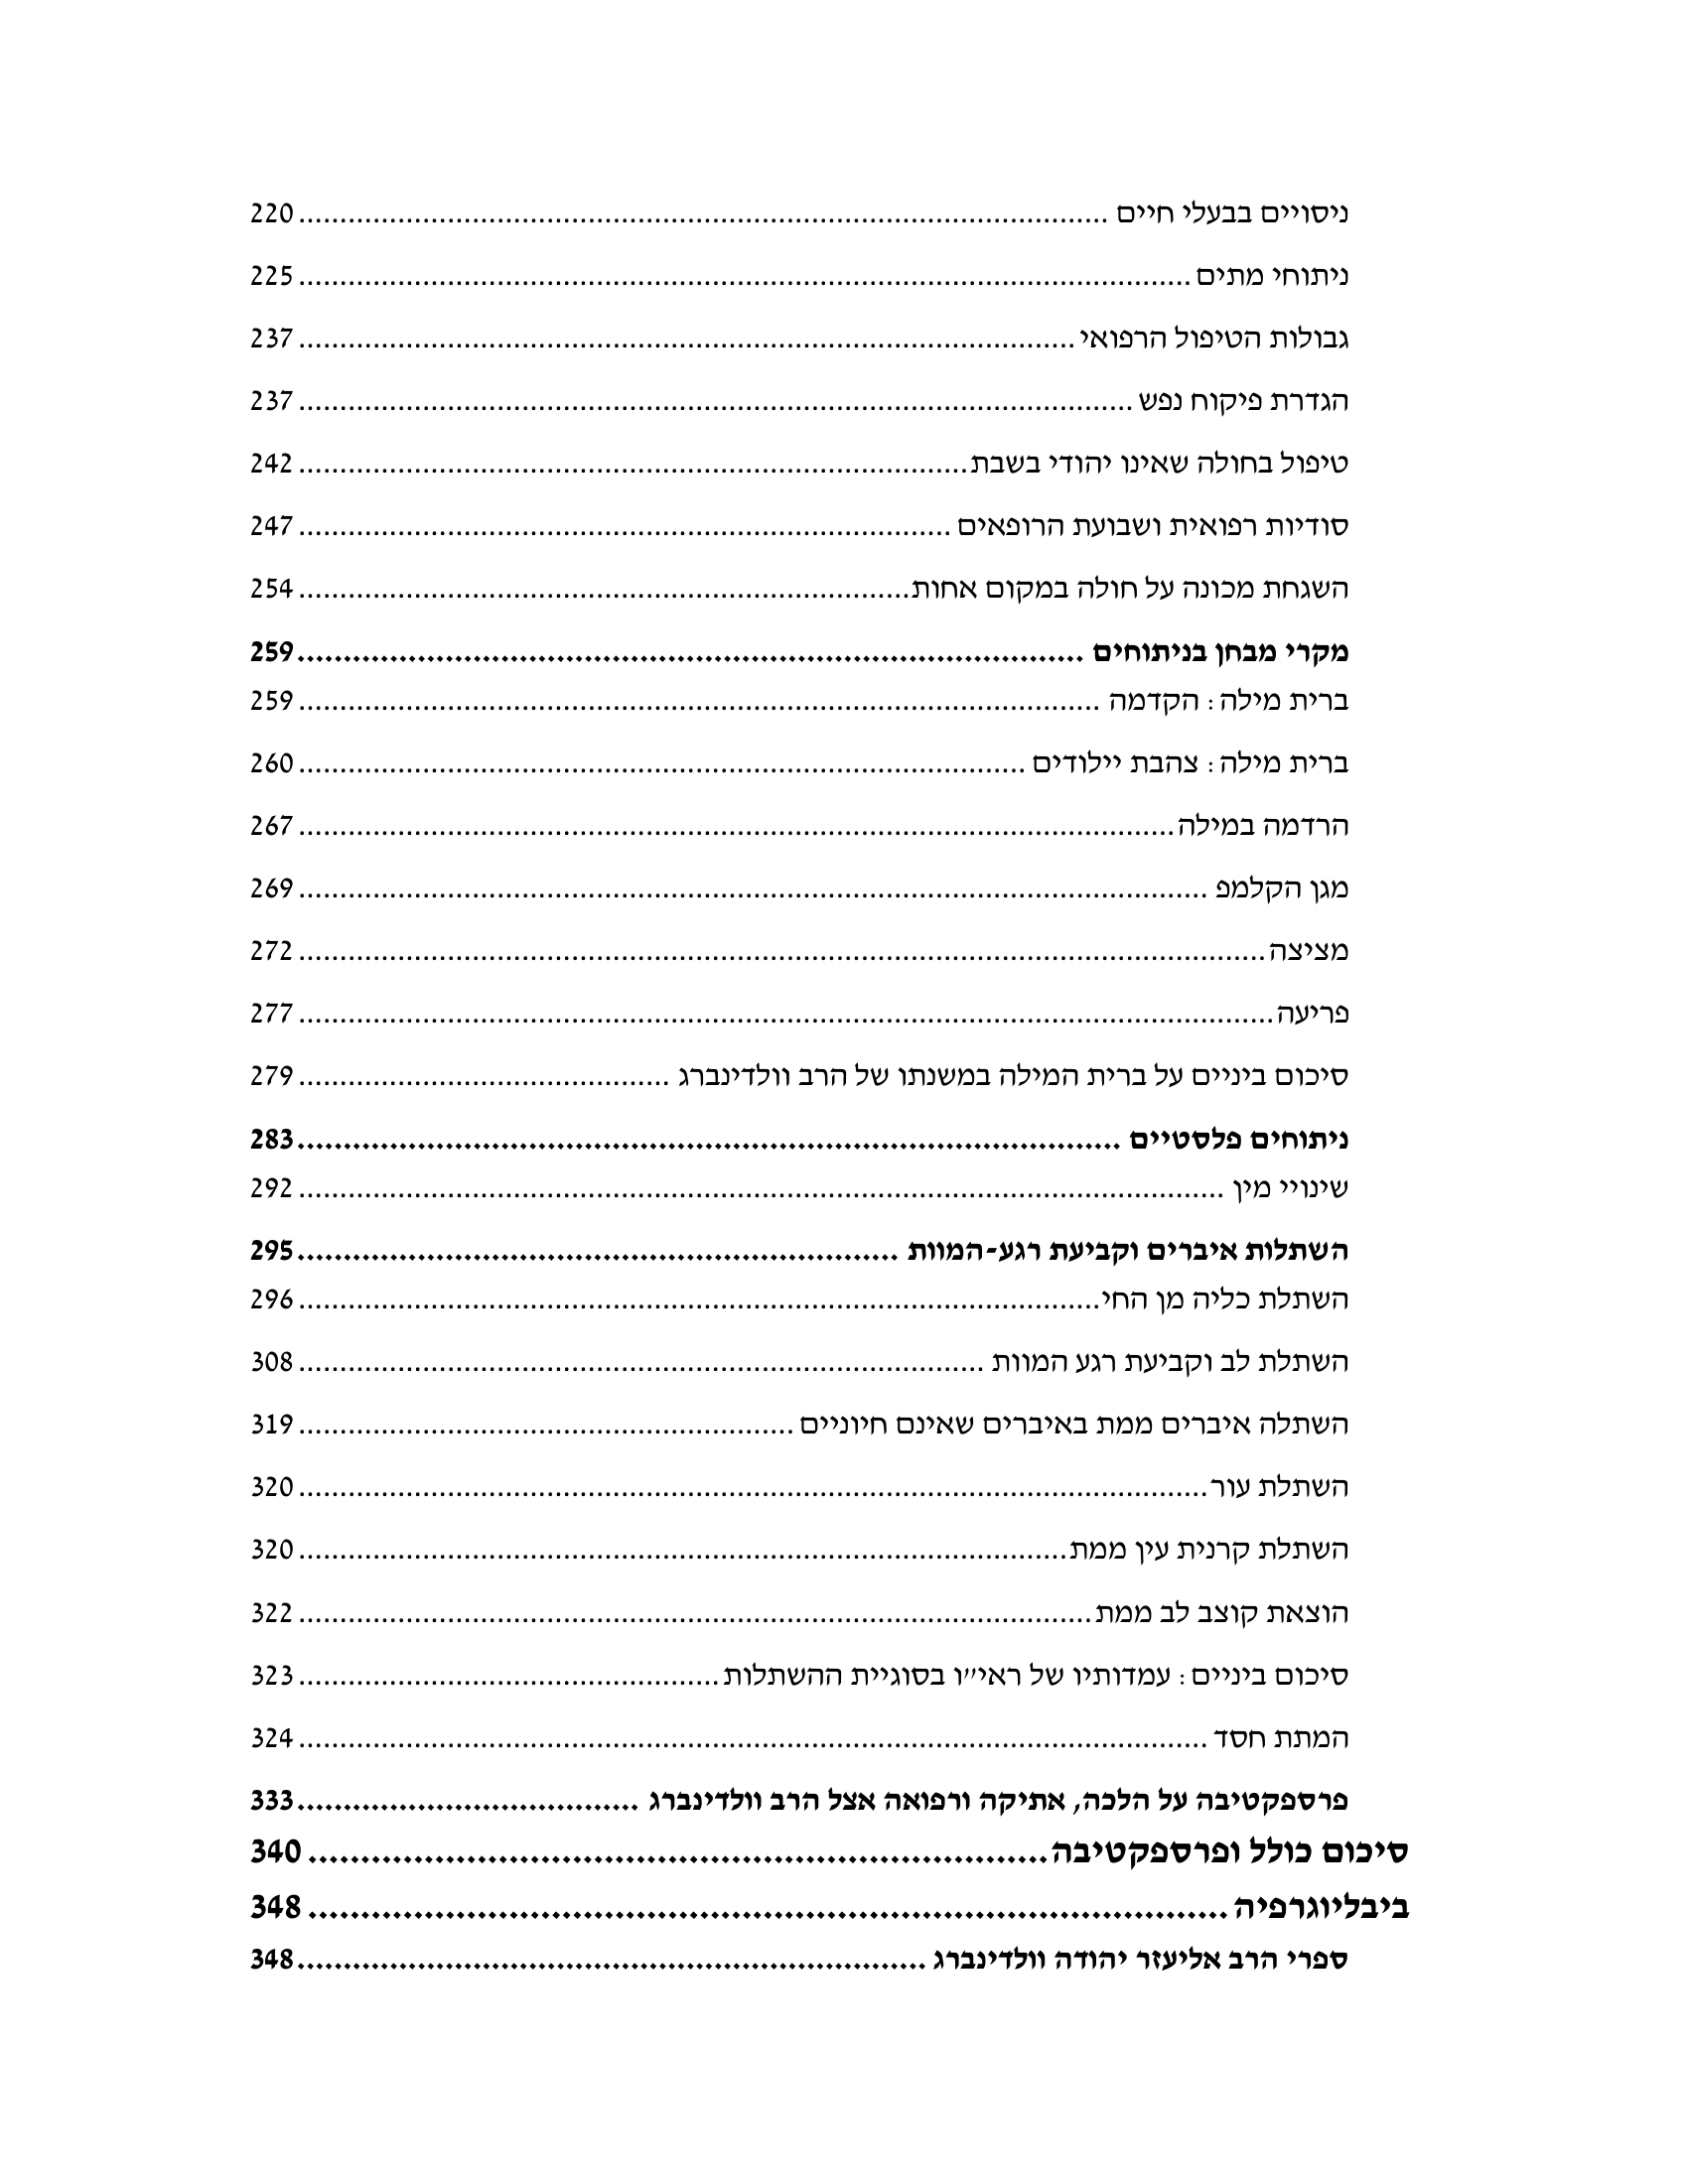 ניסויים בבעלי חיים ........ 220
ניתוחי מתים ........ 225
גבולות הטיפול הרפואי ........ 237
הגדרת פיקוח נפש ........ 237
טיפול בחולה שאינו יהודי בשבת ........ 242
סודיות רפואית ושבועת הרופאים ........ 247
השגחת מכונה על חולה במקום אחות ........ 254
מקרי מבחן בניתוחים ........ 259
ברית מילה: הקדמה ........ 259
ברית מילה: צהבת יילודים ........ 260
הרדמה במילה ........ 267
מגן הקלמפ ........ 269
מציצה ........ 272
פריעה ........ 277
סיכום ביניים על ברית המילה במשנתו של הרב וולדינברג ........ 279
ניתוחים פלסטיים ........ 283
שינויי מין ........ 292
השתלות איברים וקביעת רגע-המוות ........ 295
השתלת כליה מן החי ........ 296
השתלת לב וקביעת רגע המוות ........ 308
השתלה איברים ממת באיברים שאינם חיוניים ........ 319
השתלת עור ........ 320
השתלת קרנית עין ממת ........ 320
הוצאת קוצב לב ממת ........ 322
סיכום ביניים: עמדותיו של ראי"ו בסוגיית ההשתלות ........ 323
המתת חסד ........ 324
פרספקטיבה על הלכה, אתיקה ורפואה אצל הרב וולדינברג ........ 333
סיכום כולל ופרספקטיבה ........ 340
ביבליוגרפיה ........ 348
ספרי הרב אליעזר יהודה וולדינברג ........ 348